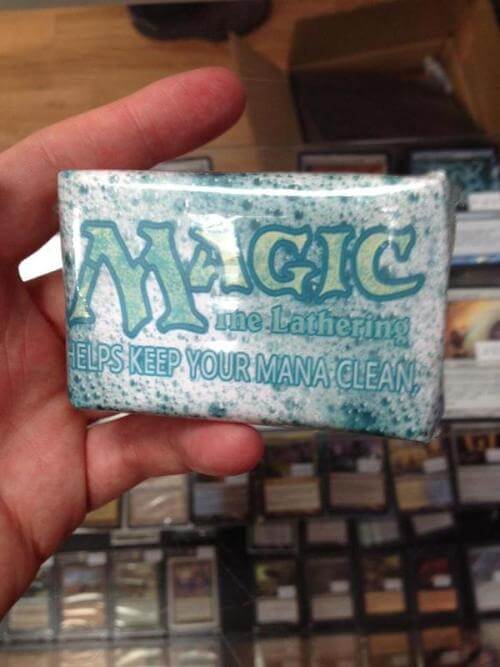 MAGIC
The Lathering
HELPS KEEP YOUR MANA CLEAN.